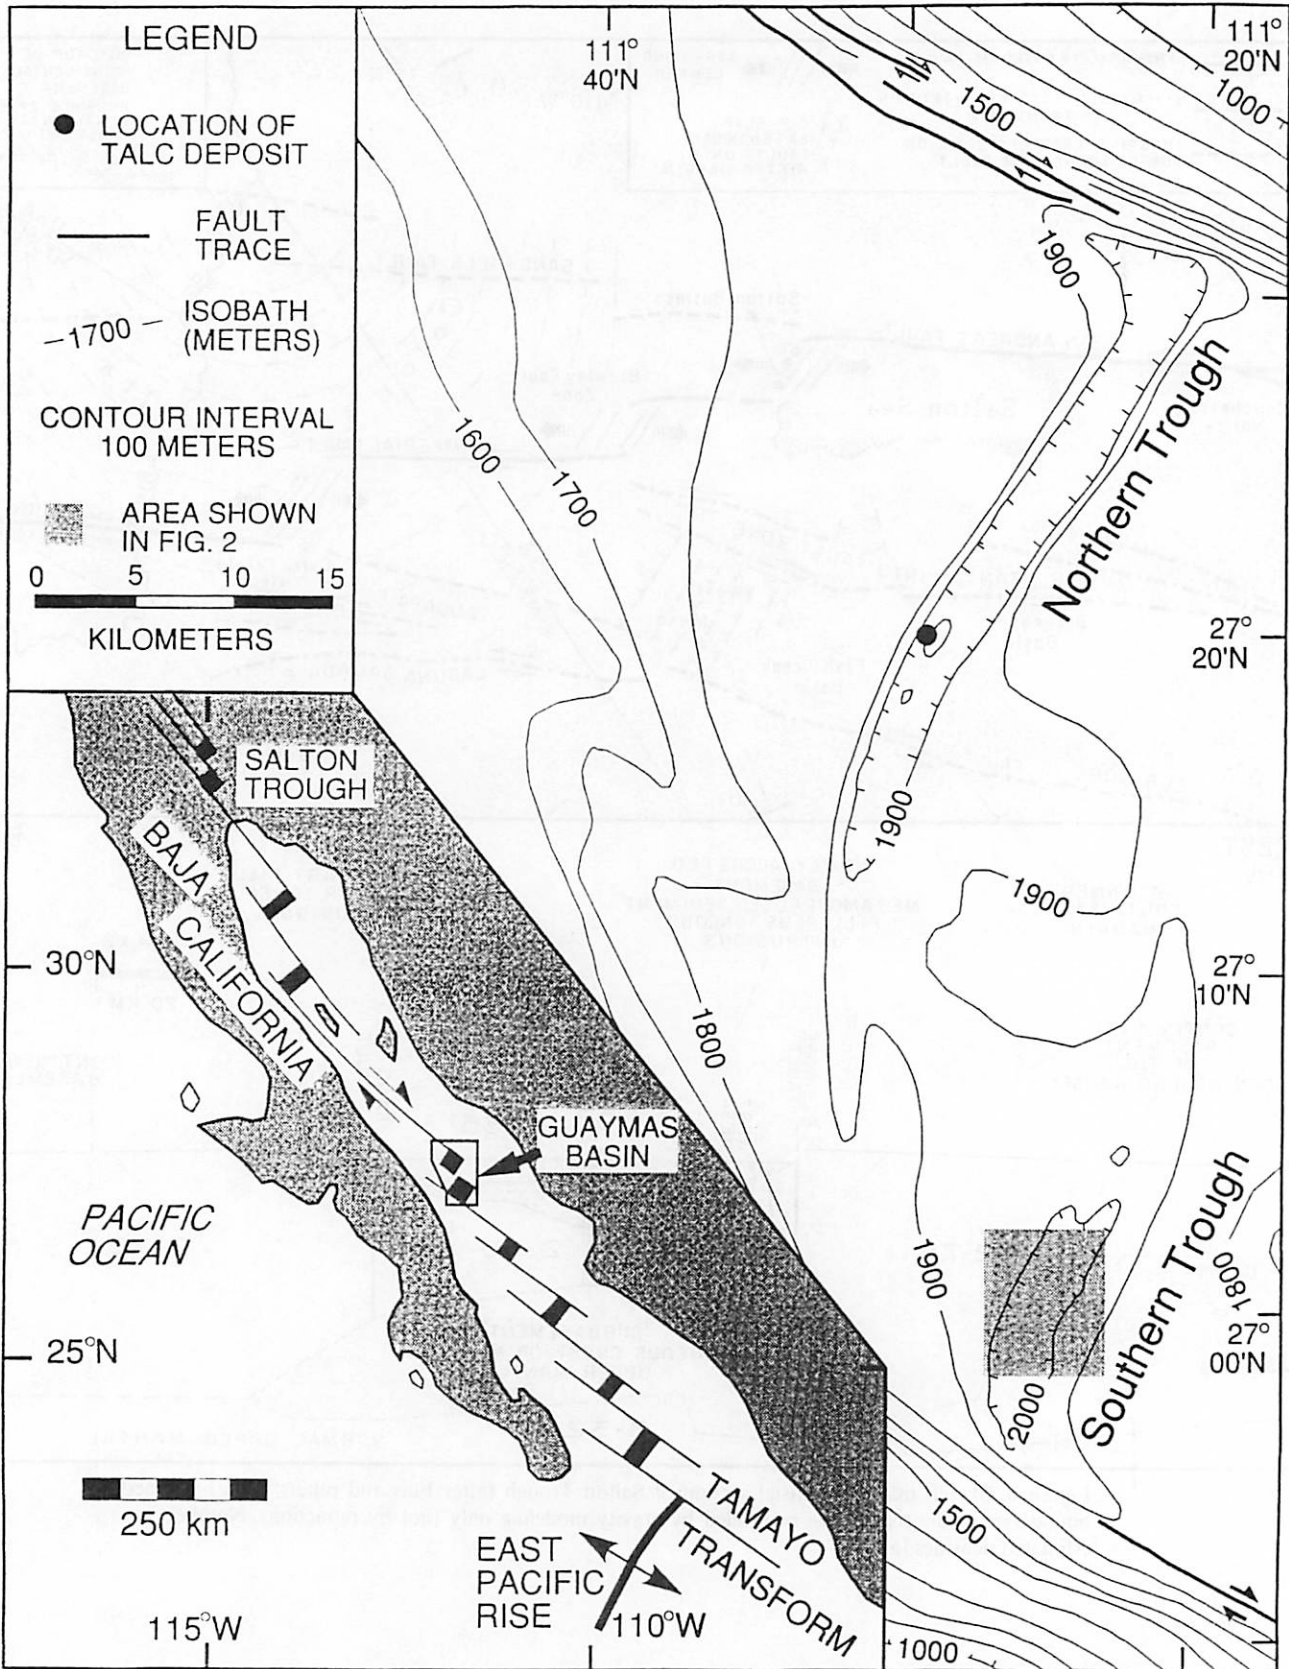 LEGEND
LOCATION OF
TALC DEPOSIT
FAULT
TRACE
—1700 — ISOBATH
(METERS)
CONTOUR INTERVAL
100 METERS
AREA SHOWN
IN FIG. 2
0 5 10 15
KILOMETERS
111°
40'N
111°
20'N
1500
1000
1900
1600
1700
Northern Trough
27°
20'N
1900
1900
27°
10'N
1800
1900
Southern Trough
1800
27°
00'N
2000
1500
1000
SALTON
TROUGH
BAJA CALIFORNIA
30°N
GUAYMAS
BASIN
PACIFIC
OCEAN
25°N
250 km
TAMAYO
TRANSFORM
EAST
PACIFIC
RISE
115°W
110°W